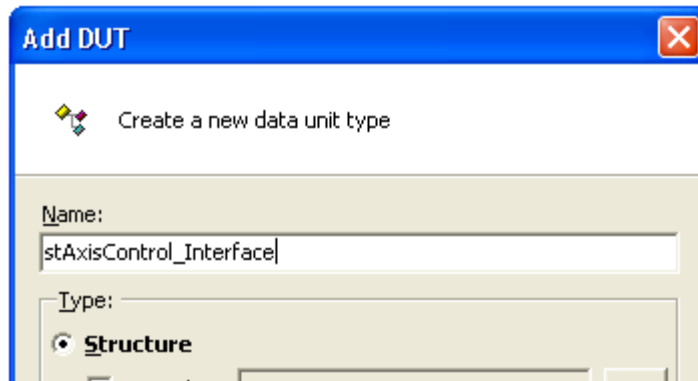 Add DUT
Create a new data unit type
Name:
stAxisControl_Interface
Type:
Structure